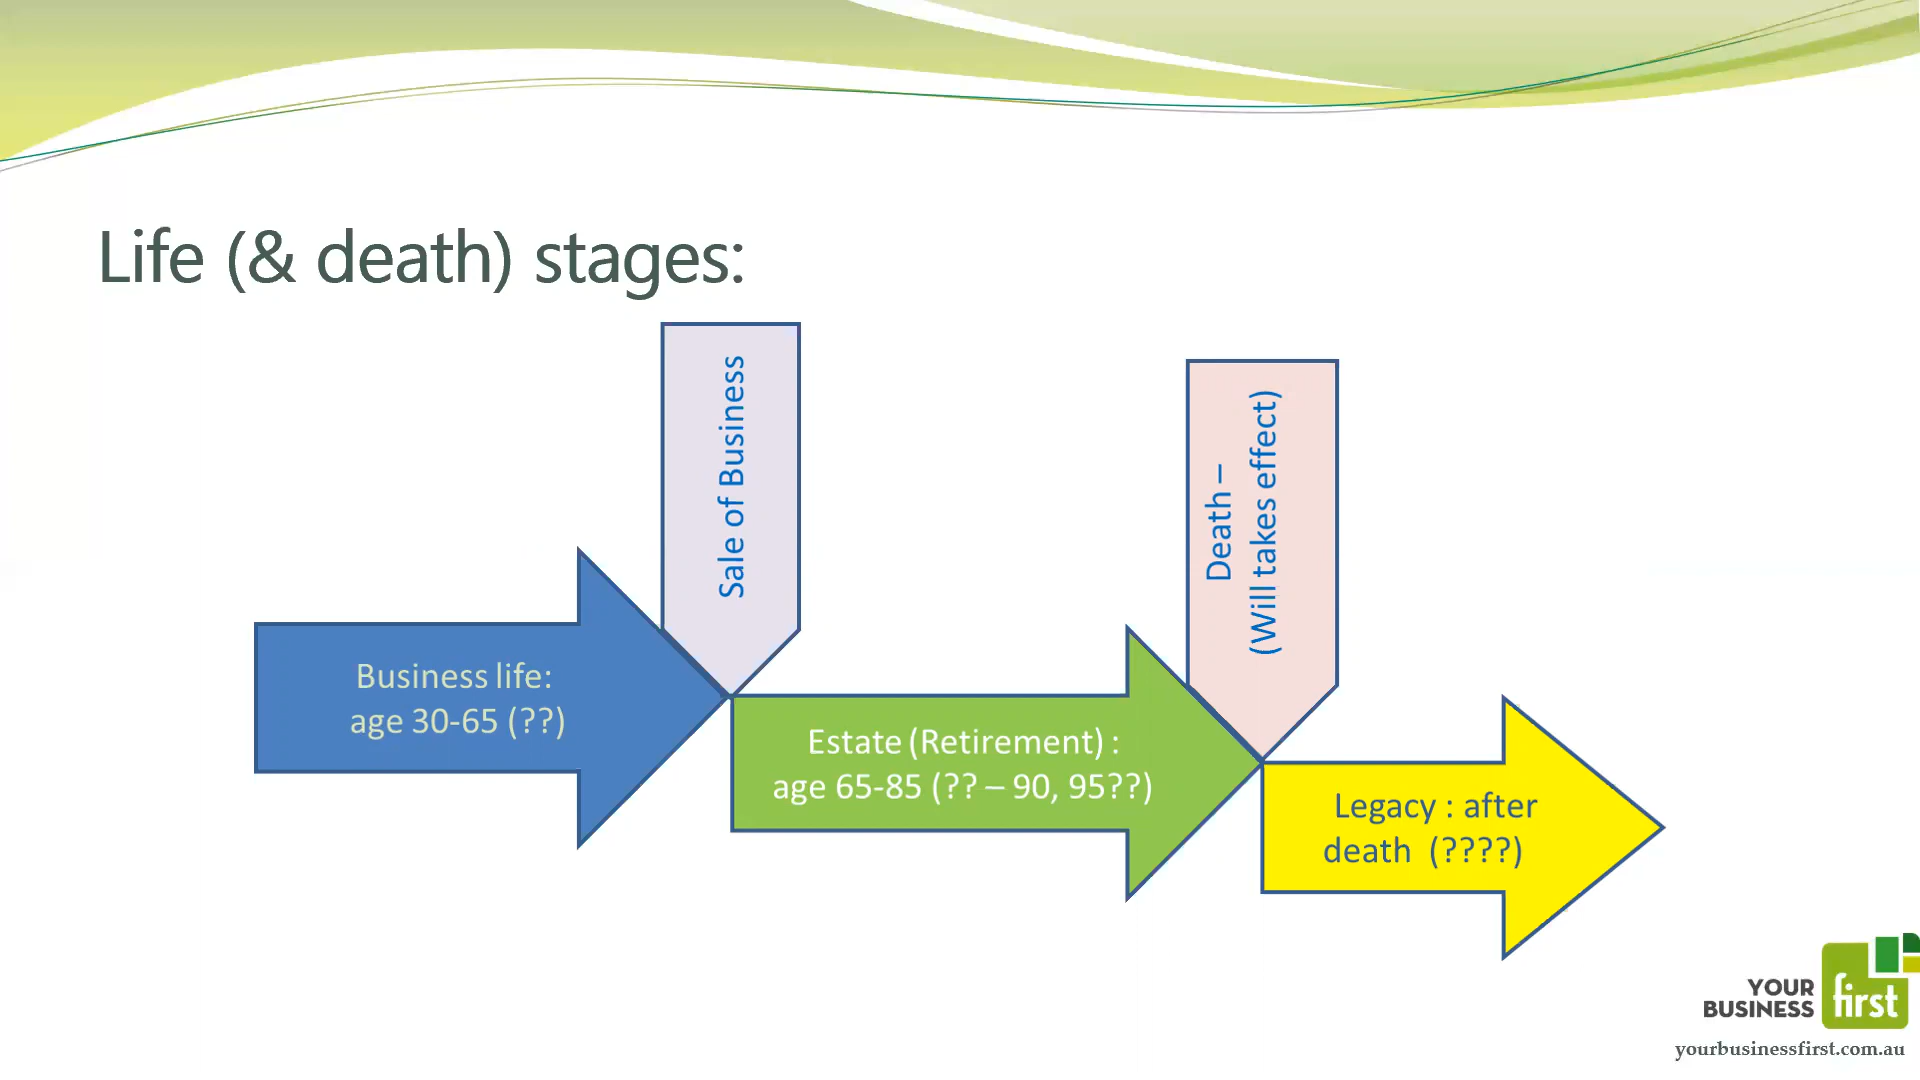 Life (& death) stages:
Sale of Business
Death –
(Will takes effect)
Business life:
age 30-65 (??)
Estate (Retirement) :
age 65-85 (?? – 90, 95??)
Legacy : after
death (????)
YOUR
BUSINESS
first
yourbusinessfirst.com.au